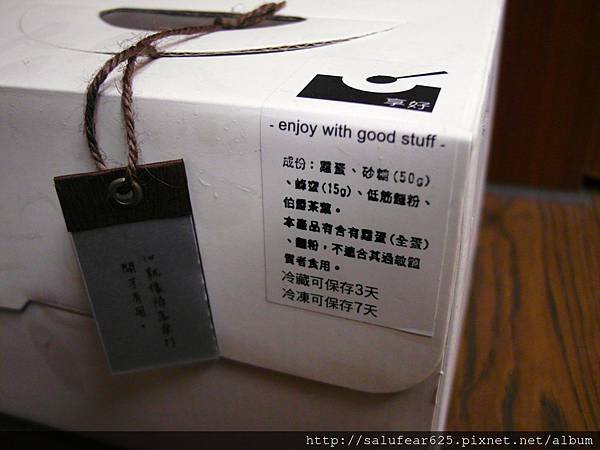 享好
- enjoy with good stuff -
成份：雞蛋、砂糖(50g)
、蜂蜜(15g)、低筋麵粉、
伯爵茶葉。
本產品有含有雞蛋(全蛋)
、麵粉，不適合其過敏體
質者食用。
冷藏可保存3天
冷凍可保存7天
http://salufear625.pixnet.net/album